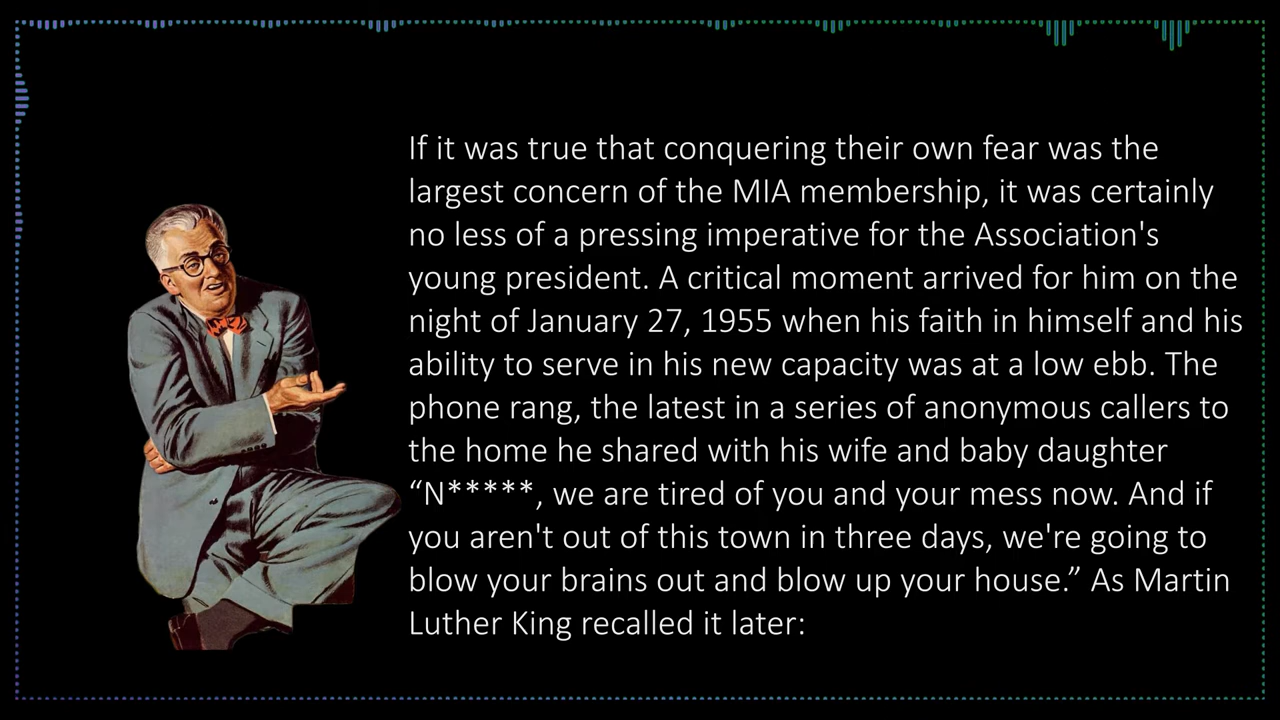 If it was true that conquering their own fear was the
largest concern of the MIA membership, it was certainly
no less of a pressing imperative for the Association's
young president. A critical moment arrived for him on the
night of January 27, 1955 when his faith in himself and his
ability to serve in his new capacity was at a low ebb. The
phone rang, the latest in a series of anonymous callers to
the home he shared with his wife and baby daughter
“N*****, we are tired of you and your mess now. And if
you aren't out of this town in three days, we're going to
blow your brains out and blow up your house.” As Martin
Luther King recalled it later: